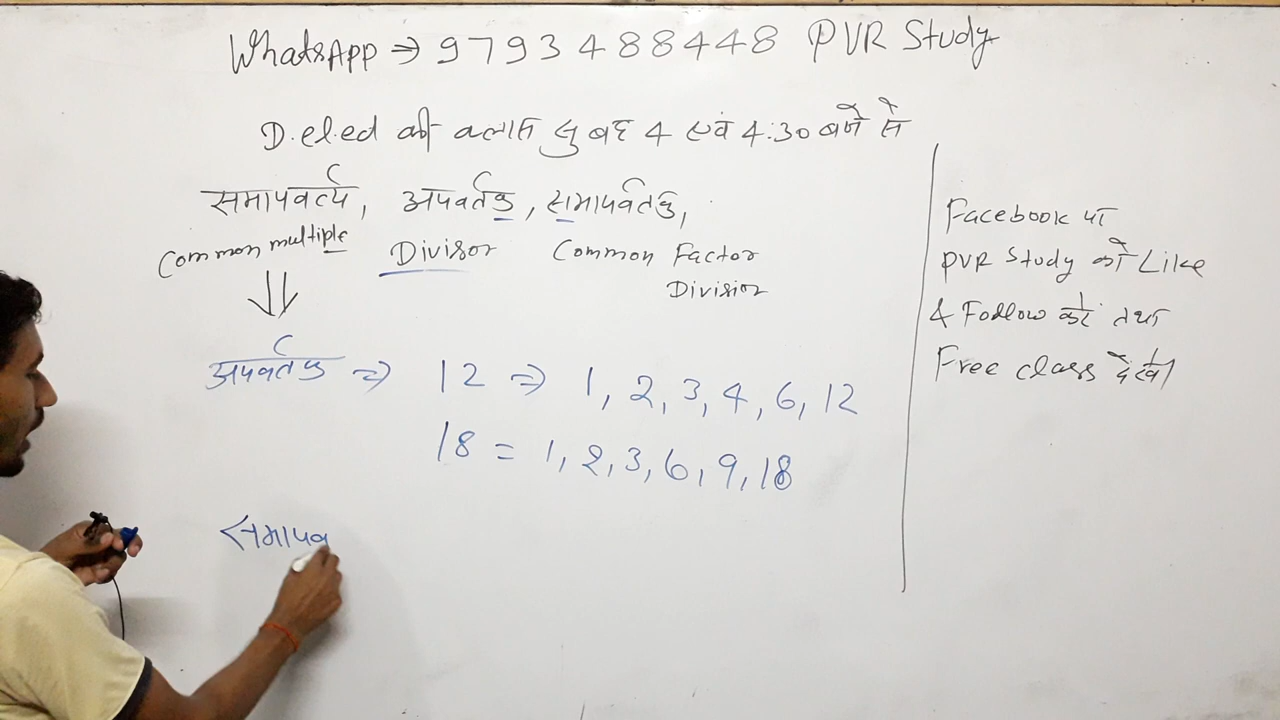 WhatsApp ⇒ 9793488448 PVR Study
D.el.ed की क्लास सुबह 4 एवं 4:30 बजे से
समापवर्त्य, अपवर्तक, समापवर्तक,
Common multiple Divisor Common Factor
Division
अपवर्तक ⇒ 12 ⇒ 1, 2, 3, 4, 6, 12
18 = 1, 2, 3, 6, 9, 18
समापव
Facebook पर
PVR Study को Like
& Follow करें तथा
Free class देखें।